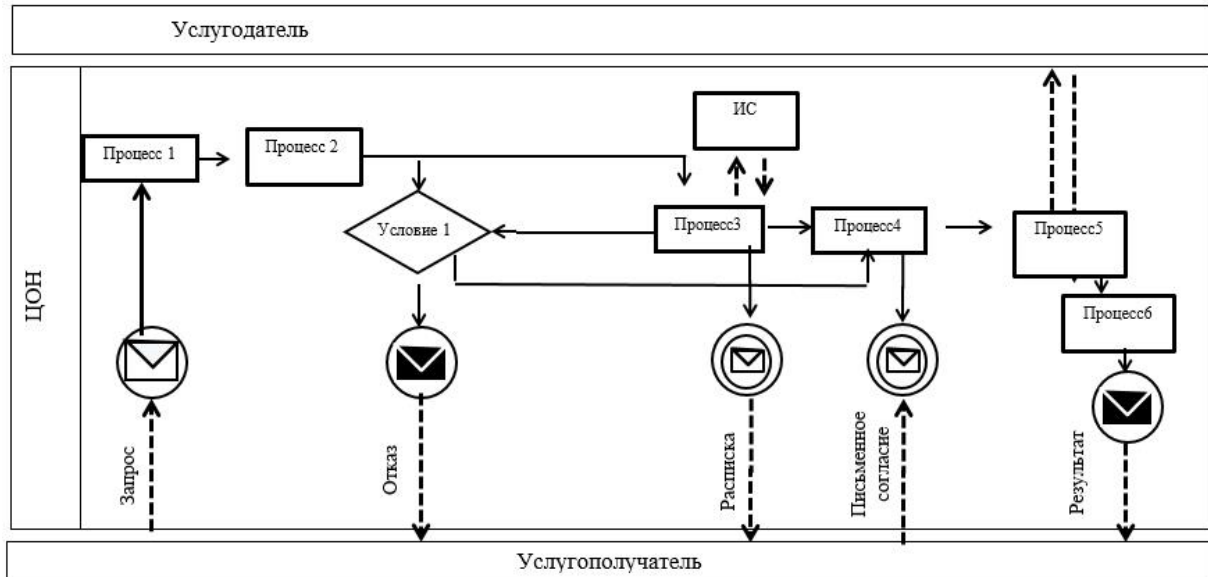 Услугодатель
ЦОН
ИС
Процесс 1
Процесс 2
Условие 1
Процесс3
Процесс4
Процесс5
Процесс6
Запрос
Отказ
Расписка
Письменное
согласие
Результат
Услугополучатель